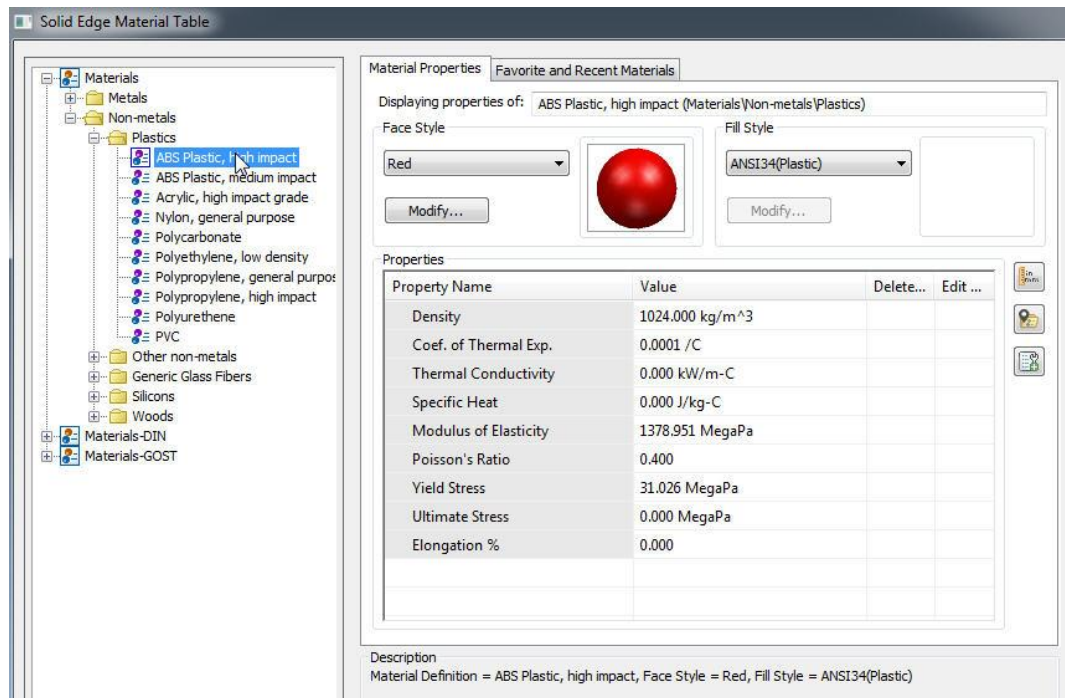 Solid Edge Material Table
Materials
Metals
Non-metals
Plastics
ABS Plastic, high impact
ABS Plastic, medium impact
Acrylic, high impact grade
Nylon, general purpose
Polycarbonate
Polyethylene, low density
Polypropylene, general purpos
Polypropylene, high impact
Polyurethene
PVC
Other non-metals
Generic Glass Fibers
Silicons
Woods
Materials-DIN
Materials-GOST
Material Properties Favorite and Recent Materials
Displaying properties of: ABS Plastic, high impact (Materials\Non-metals\Plastics)
Face Style Fill Style
Red ANSI34(Plastic)
Modify... Modify...
Properties
Property Name Value Delete... Edit ...
Density 1024.000 kg/m^3
Coef. of Thermal Exp. 0.0001 /C
Thermal Conductivity 0.000 kW/m-C
Specific Heat 0.000 J/kg-C
Modulus of Elasticity 1378.951 MegaPa
Poisson's Ratio 0.400
Yield Stress 31.026 MegaPa
Ultimate Stress 0.000 MegaPa
Elongation % 0.000
Description
Material Definition = ABS Plastic, high impact, Face Style = Red, Fill Style = ANSI34(Plastic)